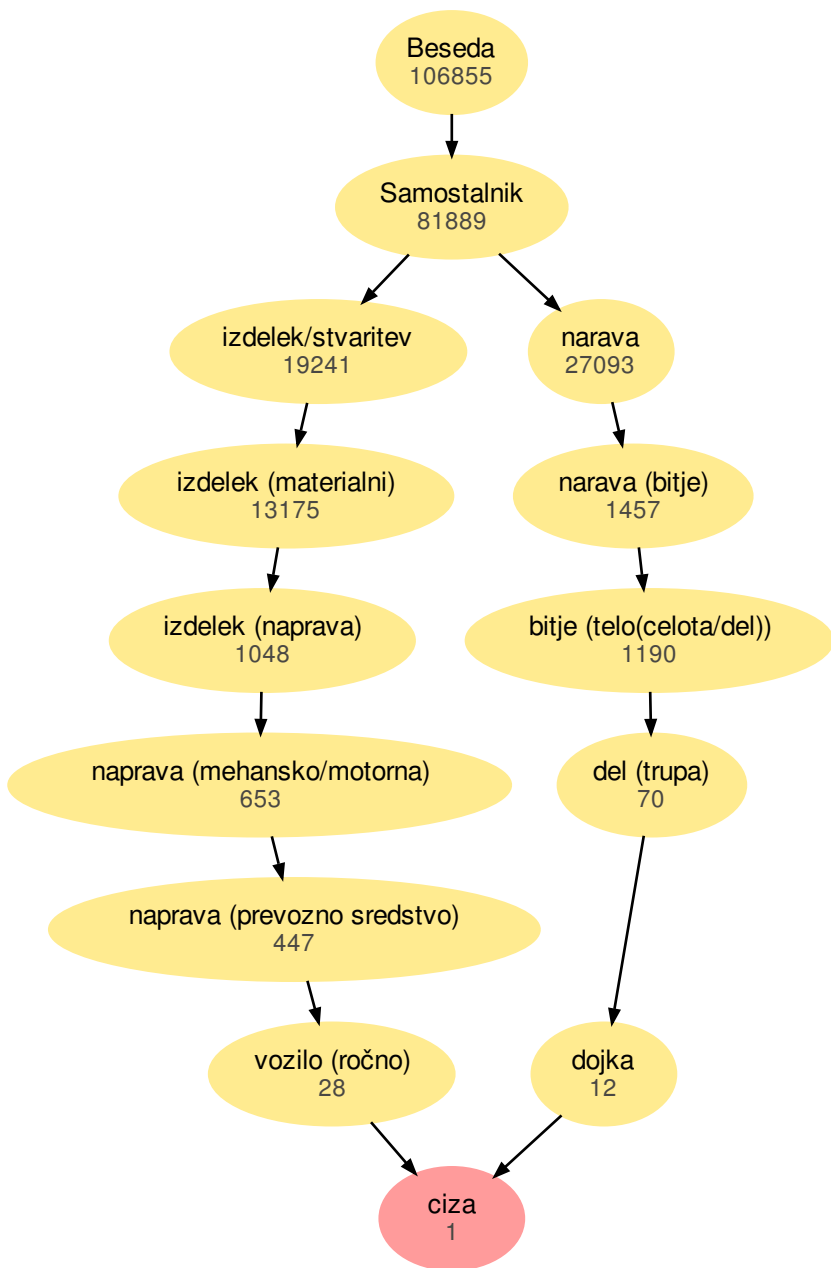 Beseda
106855
Samostalnik
81889
izdelek/stvaritev
19241
narava
27093
izdelek (materialni)
13175
narava (bitje)
1457
izdelek (naprava)
1048
bitje (telo(celota/del))
1190
naprava (mehansko/motorna)
653
del (trupa)
70
naprava (prevozno sredstvo)
447
vozilo (ročno)
28
dojka
12
ciza
1